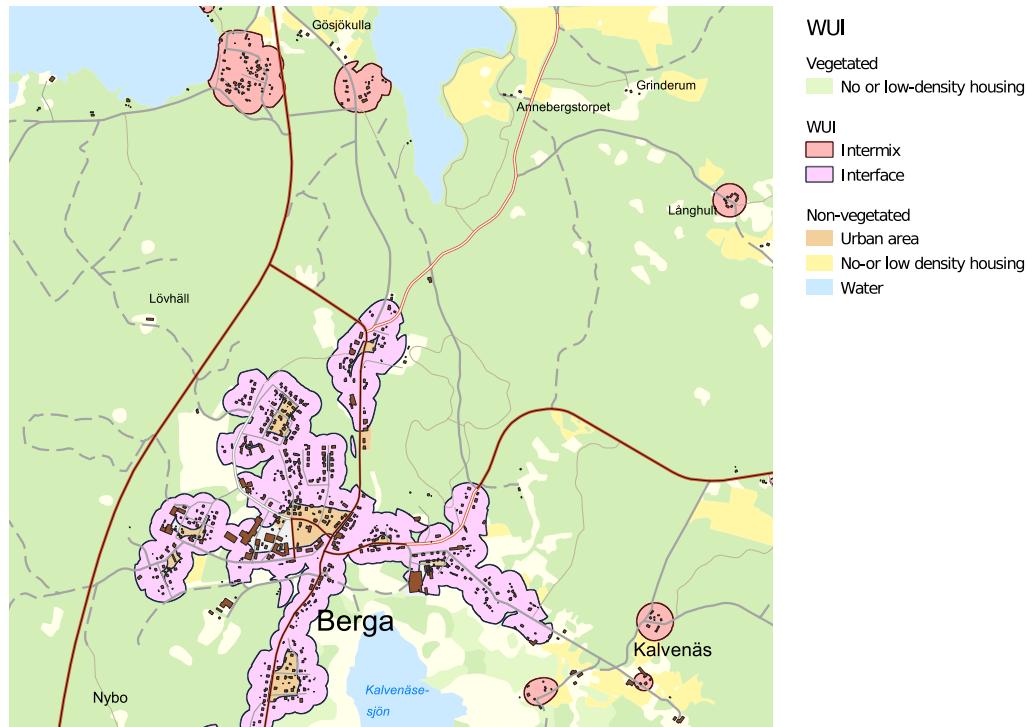 Gösjökulla
Grinderum
Annebergstorpet
Långhult
Lövhäll
Berga
Kalvenäs
Nybo
Kalvenäse-
sjön
WUI
Vegetated
No or low-density housing
WUI
Intermix
Interface
Non-vegetated
Urban area
No-or low density housing
Water